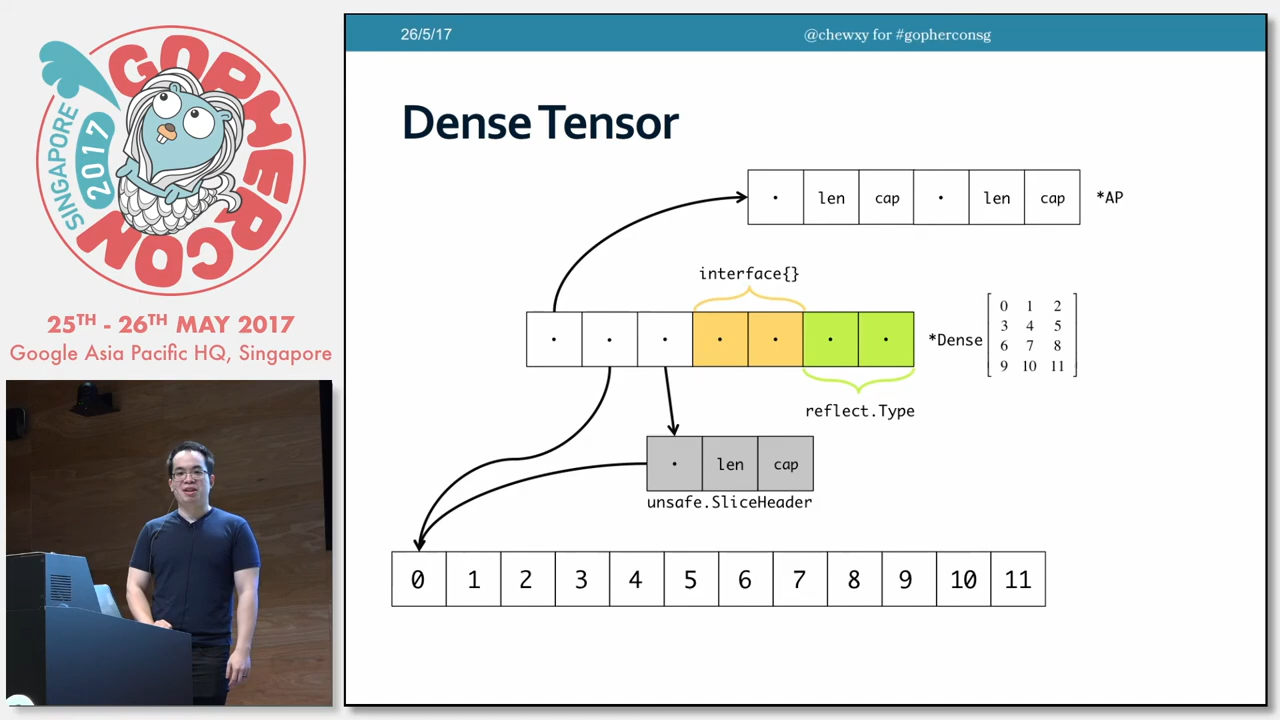 GOPHERCON
SINGAPORE
2017
25TH - 26TH MAY 2017
Google Asia Pacific HQ, Singapore
26/5/17
@chewxy for #gopherconsg
Dense Tensor
• len cap • len cap *AP
interface{}
• • • • • • • *Dense
0 1 2
3 4 5
6 7 8
9 10 11
reflect.Type
• len cap
unsafe.SliceHeader
0 1 2 3 4 5 6 7 8 9 10 11